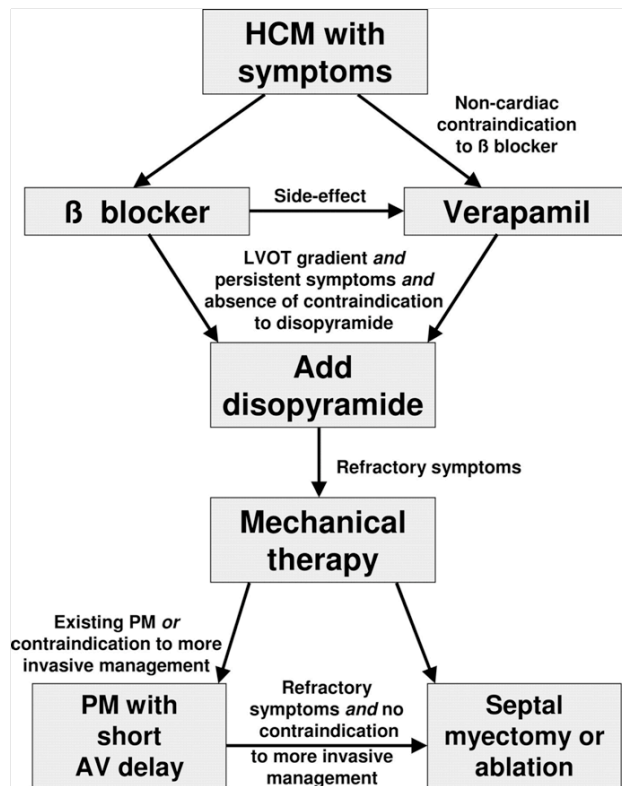 HCM with
symptoms
Non-cardiac
contraindication
to ß blocker
ß blocker
Side-effect
Verapamil
LVOT gradient and
persistent symptoms and
absence of contraindication
to disopyramide
Add
disopyramide
Refractory symptoms
Mechanical
therapy
Existing PM or
contraindication to more
invasive management
PM with
short
AV delay
Refractory
symptoms and no
contraindication
to more invasive
management
Septal
myectomy or
ablation